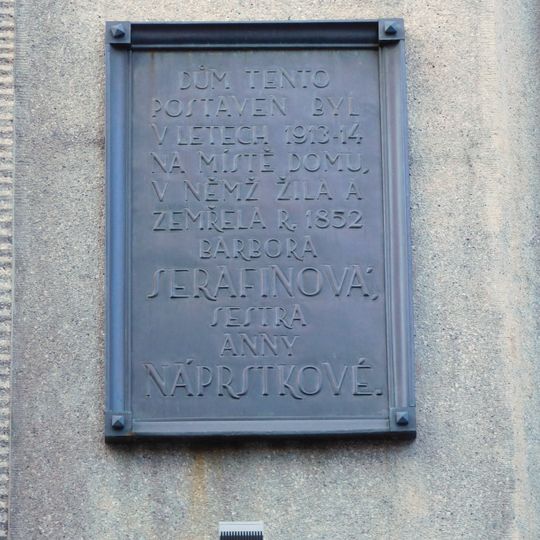 DŮM TENTO
POSTAVEN BYL
V LETECH 1913-14
NA MÍSTĚ DOMU,
V NĚMŽ ŽILA A
ZEMŘELA R. 1852
BARBORA
SERAFINOVÁ,
SESTRA
ANNY
NÁPRSTKOVÉ.